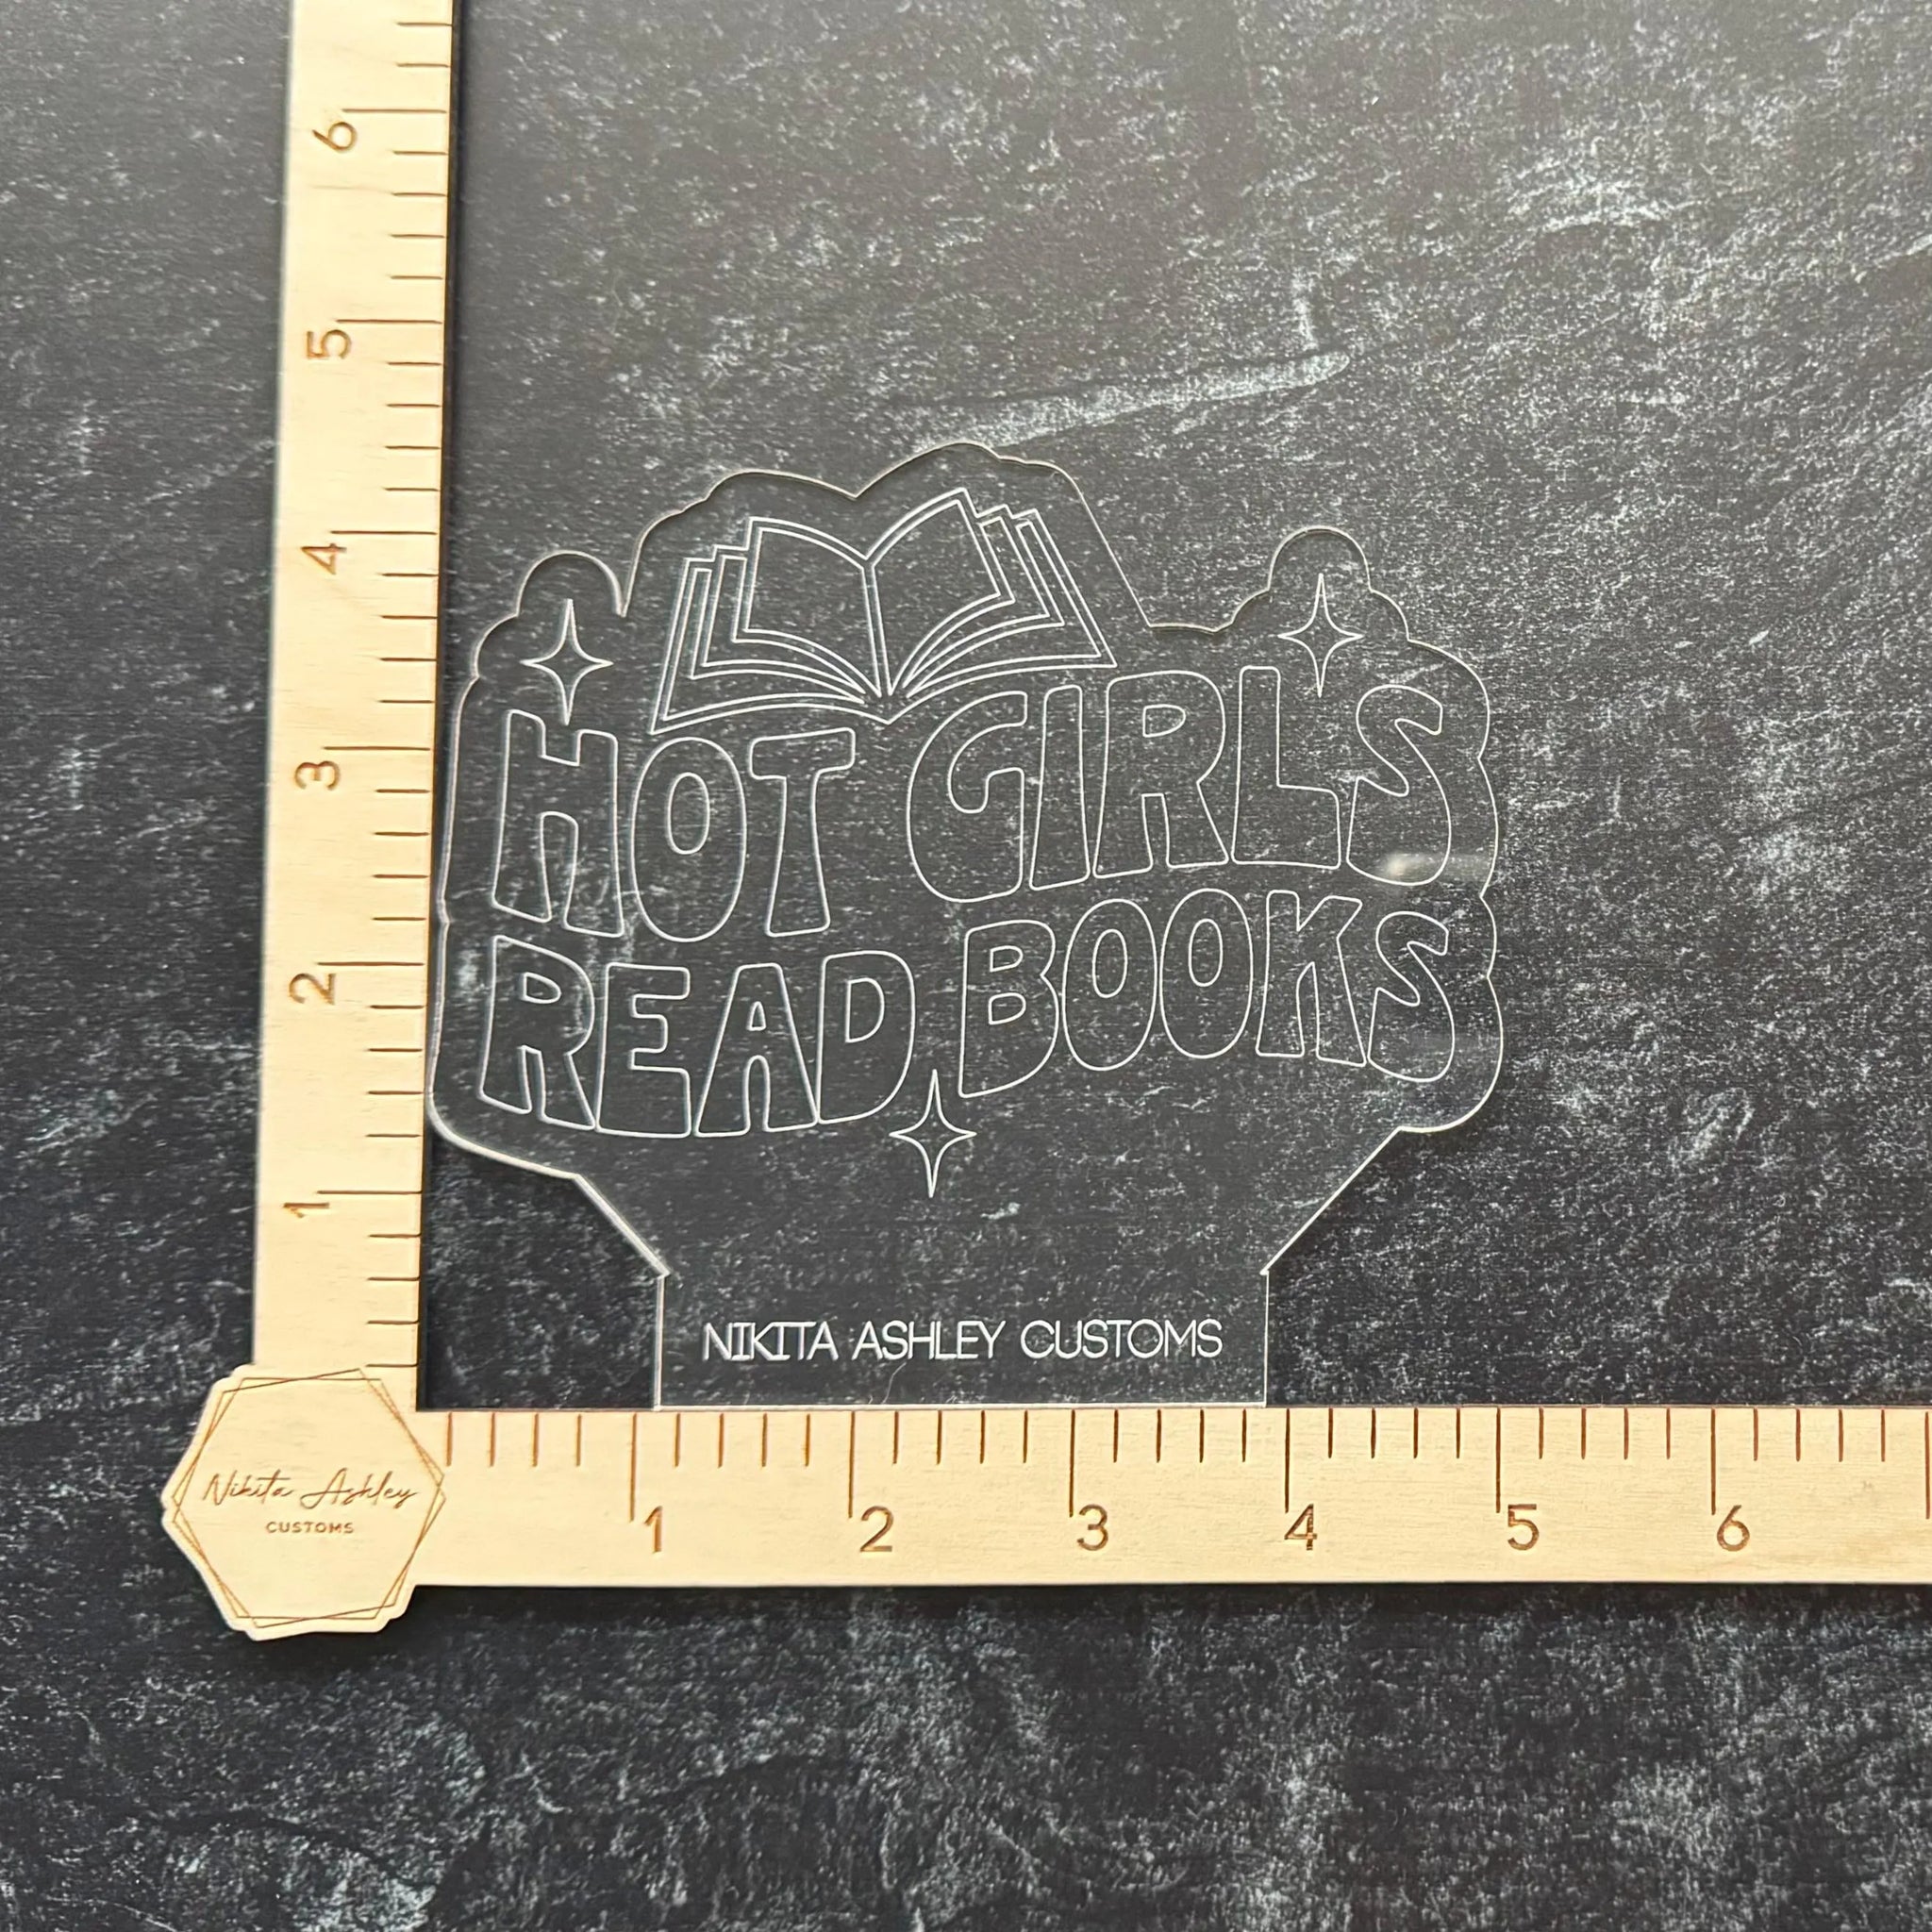 6
5
4
3
2
1
HOT GIRLS
READ BOOKS
NIKITA ASHLEY CUSTOMS
Nikita Ashley
CUSTOMS
1 2 3 4 5 6